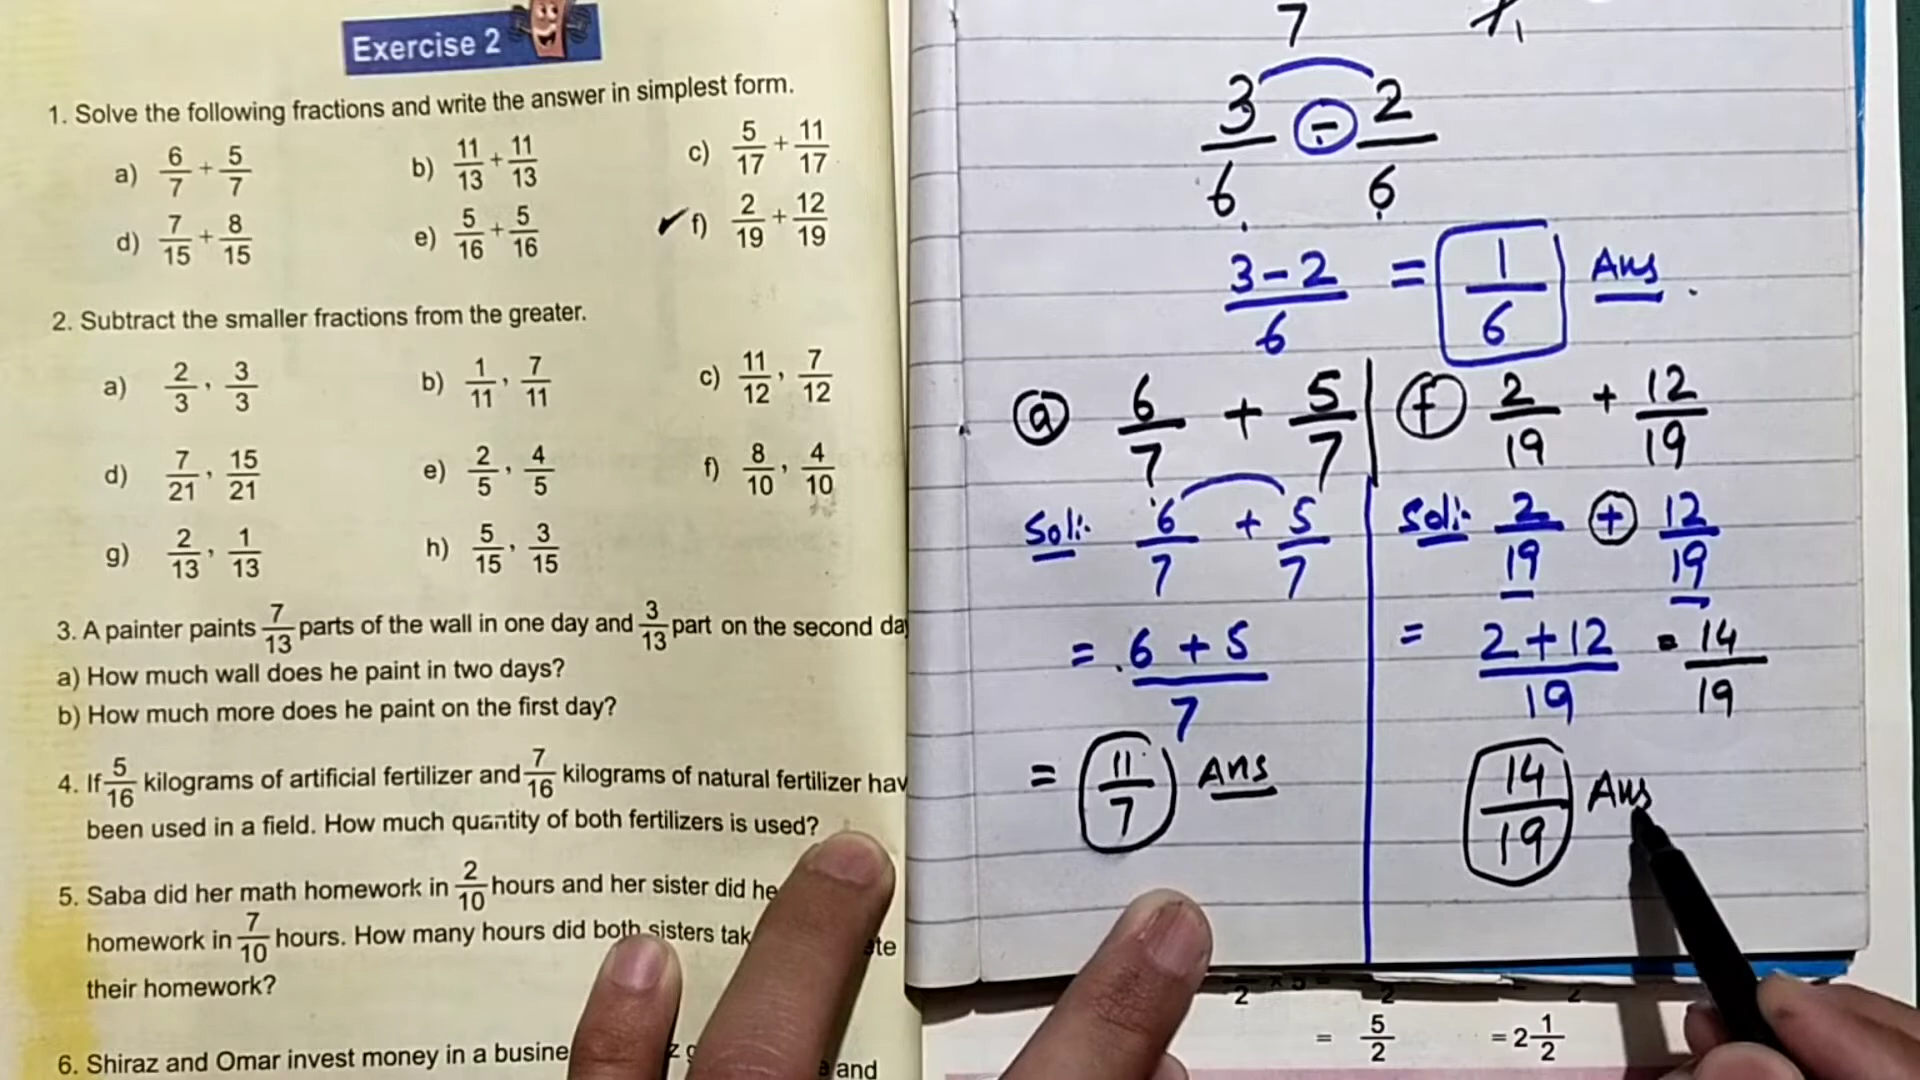 Exercise 2
1. Solve the following fractions and write the answer in simplest form.
a) 6/7 + 5/7 b) 11/13 + 11/13 c) 5/17 + 11/17
d) 7/15 + 8/15 e) 5/16 + 5/16 ✓ f) 2/19 + 12/19
2. Subtract the smaller fractions from the greater.
a) 2/3 , 3/3 b) 1/11 , 7/11 c) 11/12 , 7/12
d) 7/21 , 15/21 e) 2/5 , 4/5 f) 8/10 , 4/10
g) 2/13 , 1/13 h) 5/15 , 3/15
3. A painter paints 7/13 parts of the wall in one day and 3/13 part on the second
a) How much wall does he paint in two days?
b) How much more does he paint on the first day?
4. If 5/16 kilograms of artificial fertilizer and 7/16 kilograms of natural fertilizer
been used in a field. How much quantity of both fertilizers is used?
5. Saba did her math homework in 2/10 hours and her sister did
homework in 7/10 hours. How many hours did both sisters
their homework?
6. Shiraz and Omar invest money in a
and
7
3/6 ÷ 2/6
3-2/6 = 1/6 Ans.
(a) 6/7 + 5/7
Sol:- 6/7 + 5/7
= 6+5/7
= 11/7 Ans
(f) 2/19 + 12/19
Sol:- 2/19 + 12/19
= 2+12/19 = 14/19
14/19 Ans
= 5/2 = 2 1/2